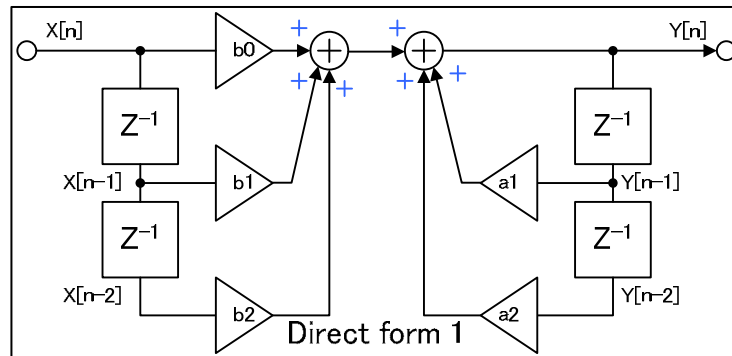 X[n]
b0
+
+
+
+
Y[n]
+
+
+
+
Z⁻¹
Z⁻¹
X[n-1]
b1
a1
Y[n-1]
Z⁻¹
Z⁻¹
X[n-2]
b2
a2
Y[n-2]
Direct form 1